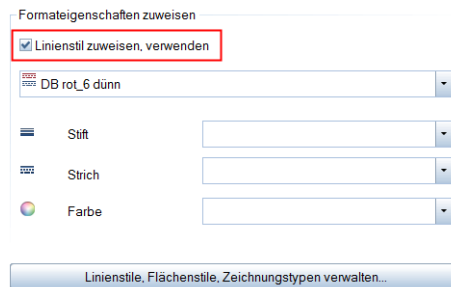 Formateigenschaften zuweisen
Linienstil zuweisen, verwenden
DB rot_6 dünn
Stift
Strich
Farbe
Linienstile, Flächenstile, Zeichnungstypen verwalten...